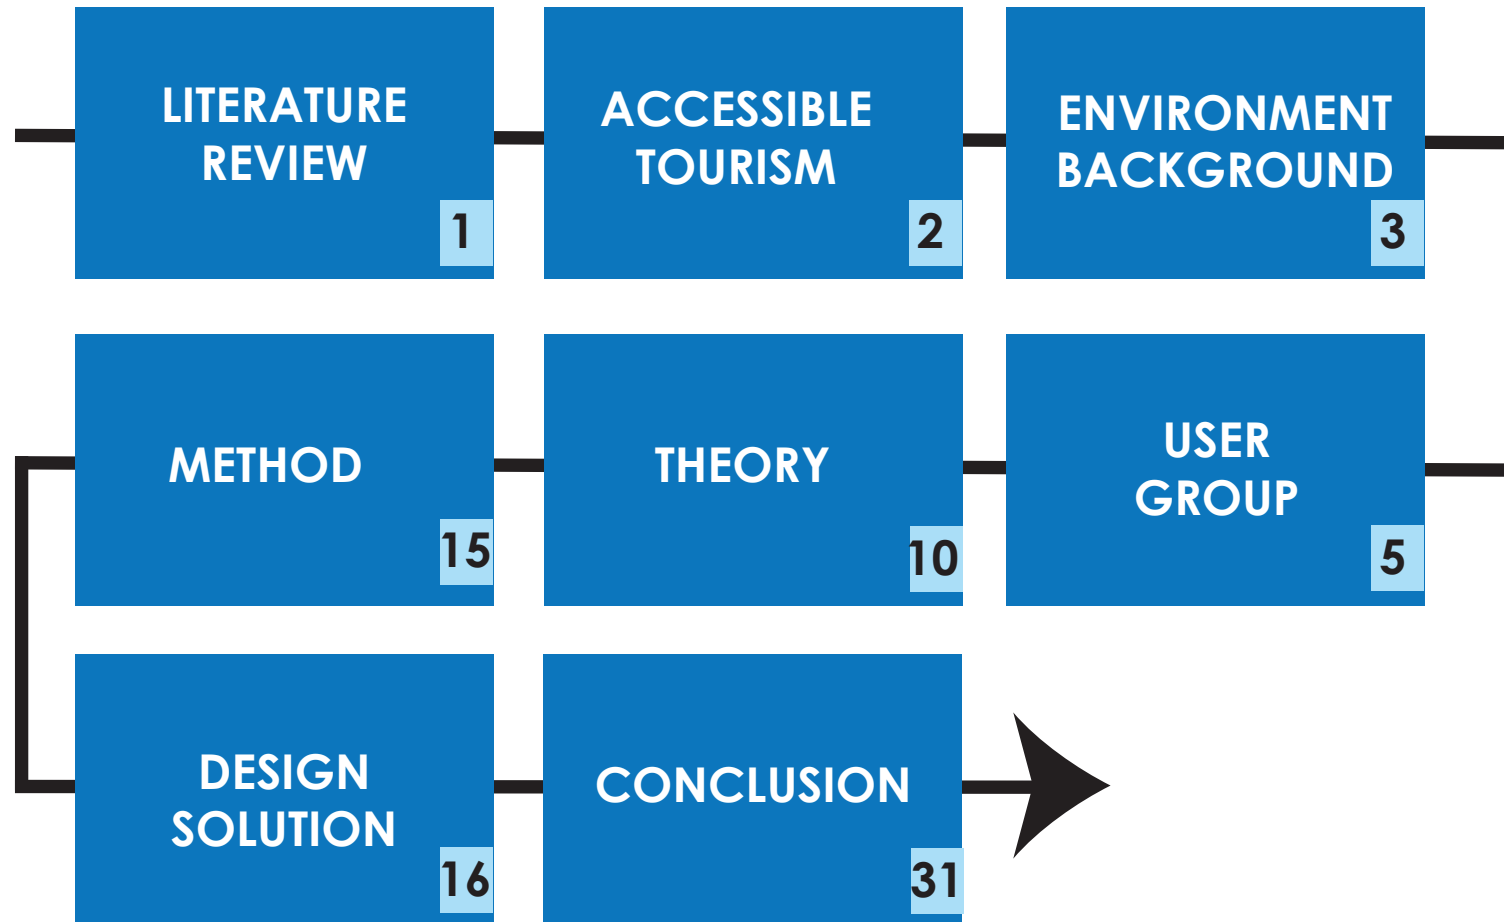 LITERATURE
REVIEW
1
ACCESSIBLE
TOURISM
2
ENVIRONMENT
BACKGROUND
3
USER
GROUP
5
THEORY
10
METHOD
15
DESIGN
SOLUTION
16
CONCLUSION
31